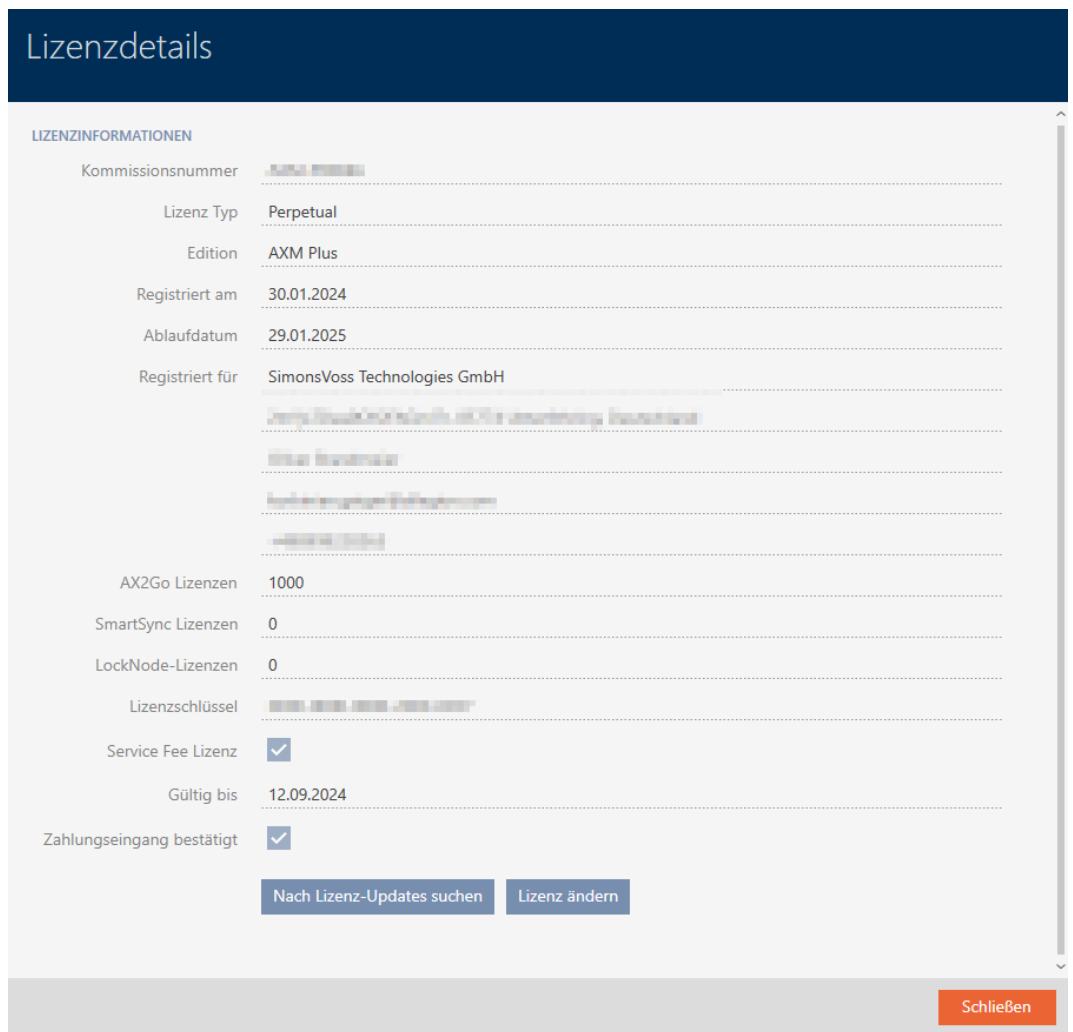 Lizenzdetails
LIZENZINFORMATIONEN
Kommissionsnummer
Lizenz Typ Perpetual
Edition AXM Plus
Registriert am 30.01.2024
Ablaufdatum 29.01.2025
Registriert für SimonsVoss Technologies GmbH
AX2Go Lizenzen 1000
SmartSync Lizenzen 0
LockNode-Lizenzen 0
Lizenzschlüssel
Service Fee Lizenz
Gültig bis 12.09.2024
Zahlungseingang bestätigt
Nach Lizenz-Updates suchen Lizenz ändern
Schließen